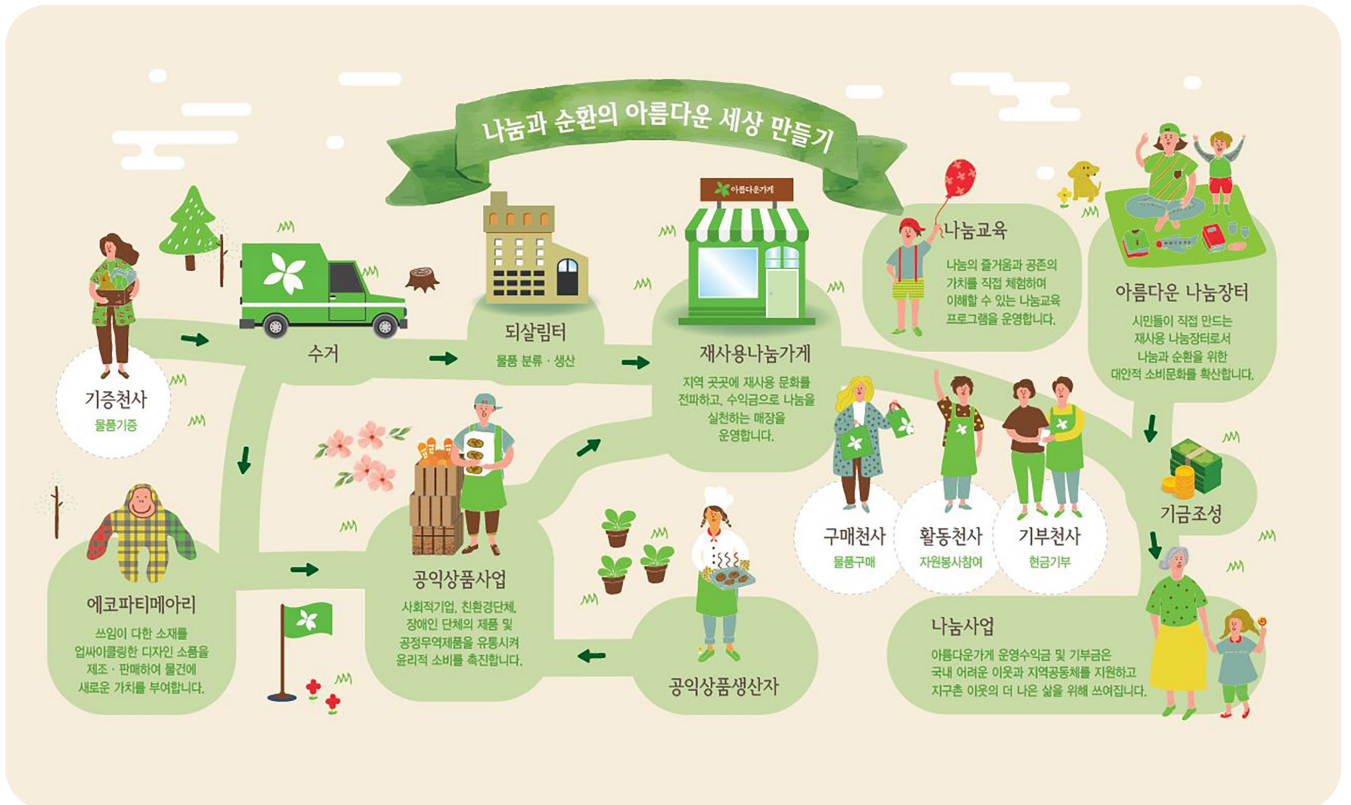 나눔과 순환의 아름다운 세상 만들기
아름다운가게
기증천사
물품기증
수거
되살림터
물품 분류 · 생산
재사용나눔가게
지역 곳곳에 재사용 문화를
전파하고, 수익금으로 나눔을
실천하는 매장을
운영합니다.
나눔교육
나눔의 즐거움과 공존의
가치를 직접 체험하며
이해할 수 있는 나눔교육
프로그램을 운영합니다.
아름다운 나눔장터
시민들이 직접 만드는
재사용 나눔장터로서
나눔과 순환을 위한
대안적 소비문화를 확산합니다.
구매천사
물품구매
활동천사
자원봉사참여
기부천사
현금기부
기금조성
에코파티메아리
쓰임이 다한 소재를
업싸이클링한 디자인 소품을
제조 · 판매하여 물건에
새로운 가치를 부여합니다.
공익상품사업
사회적기업, 친환경단체,
장애인 단체의 제품 및
공정무역제품을 유통시켜
윤리적 소비를 촉진합니다.
공익상품생산자
나눔사업
아름다운가게 운영수익금 및 기부금은
국내 어려운 이웃과 지역공동체를 지원하고
지구촌 이웃의 더 나은 삶을 위해 쓰여집니다.